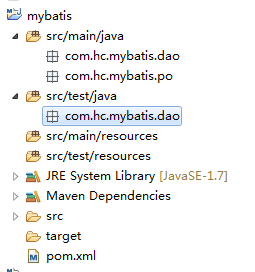 mybatis
src/main/java
com.hc.mybatis.dao
com.hc.mybatis.po
src/test/java
com.hc.mybatis.dao
src/main/resources
src/test/resources
JRE System Library [JavaSE-1.7]
Maven Dependencies
src
target
pom.xml